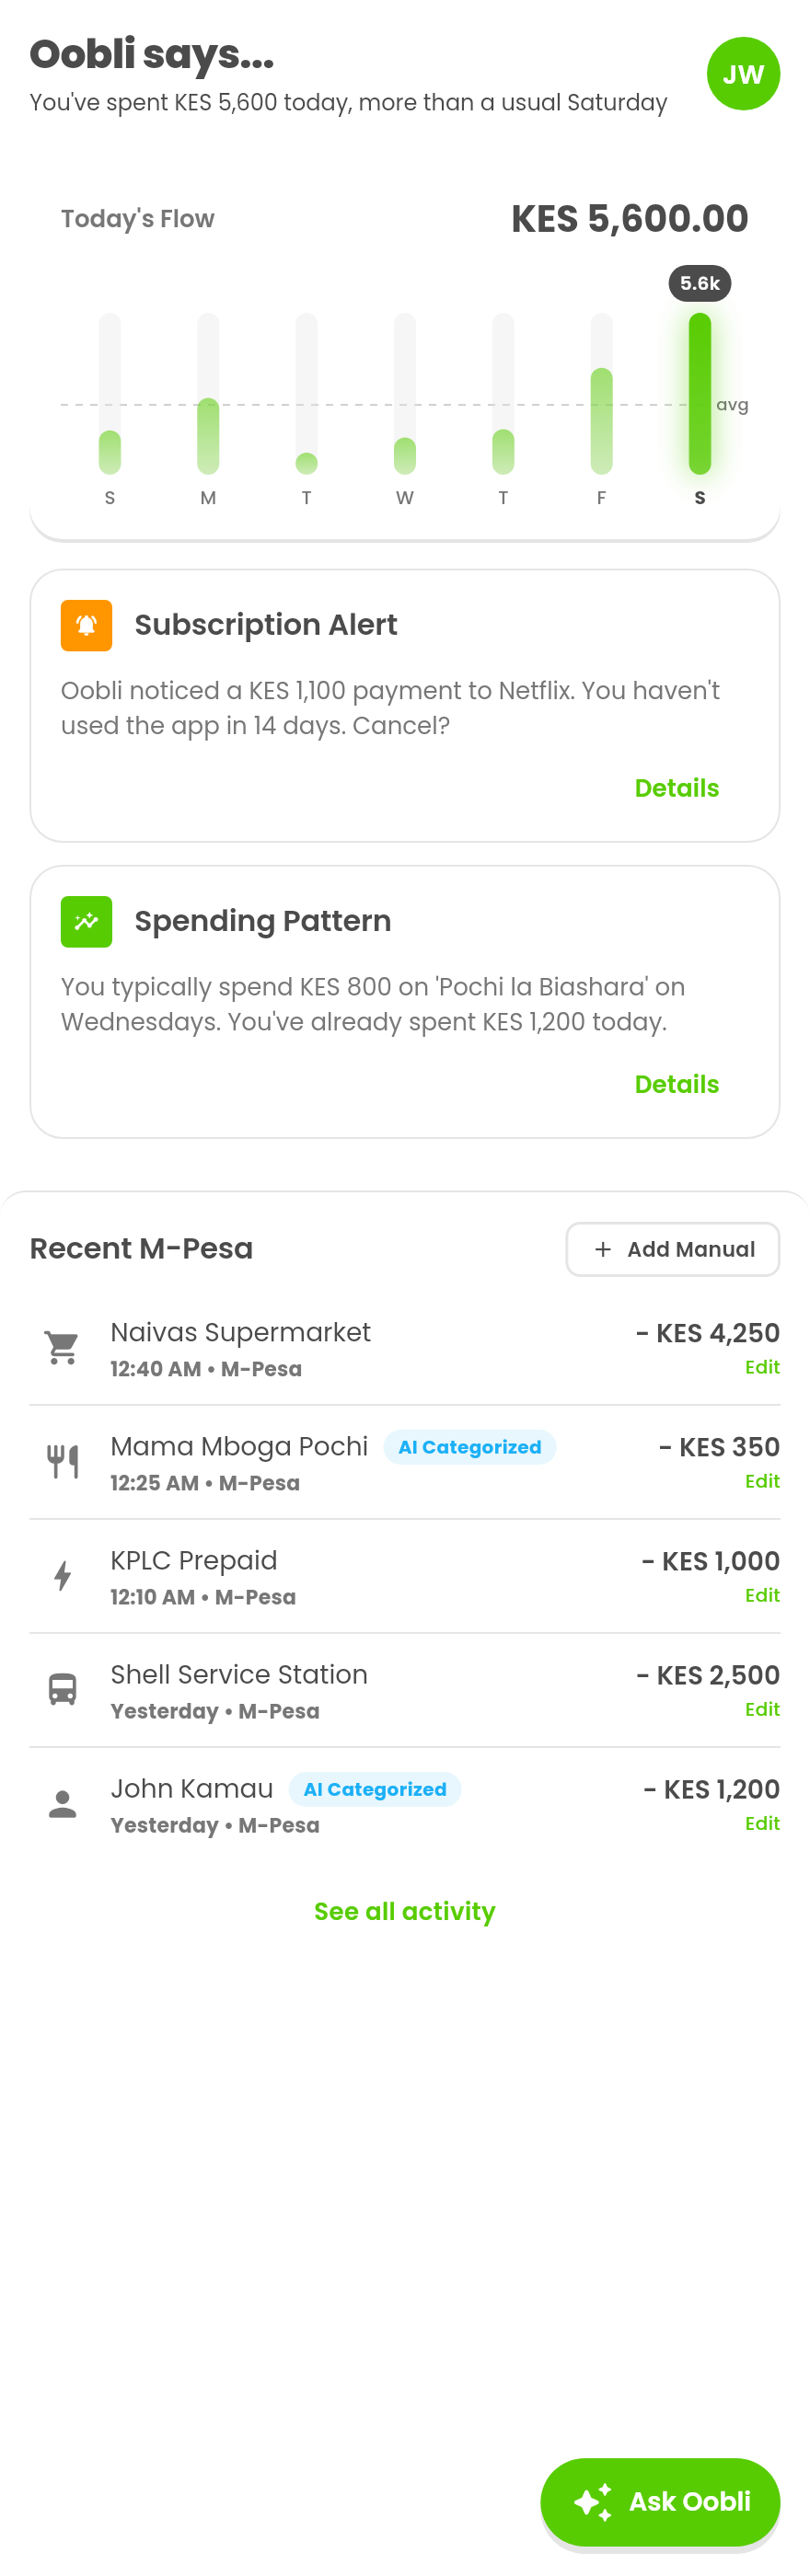 Oobli says...
You've spent KES 5,600 today, more than a usual Saturday
JW
Today's Flow
KES 5,600.00
5.6k
avg
S M T W T F S
Subscription Alert
Oobli noticed a KES 1,100 payment to Netflix. You haven't
used the app in 14 days. Cancel?
Details
Spending Pattern
You typically spend KES 800 on 'Pochi la Biashara' on
Wednesdays. You've already spent KES 1,200 today.
Details
Recent M-Pesa
+ Add Manual
Naivas Supermarket
- KES 4,250
12:40 AM • M-Pesa
Edit
Mama Mboga Pochi
AI Categorized
- KES 350
12:25 AM • M-Pesa
Edit
KPLC Prepaid
- KES 1,000
12:10 AM • M-Pesa
Edit
Shell Service Station
- KES 2,500
Yesterday • M-Pesa
Edit
John Kamau
AI Categorized
- KES 1,200
Yesterday • M-Pesa
Edit
See all activity
Ask Oobli